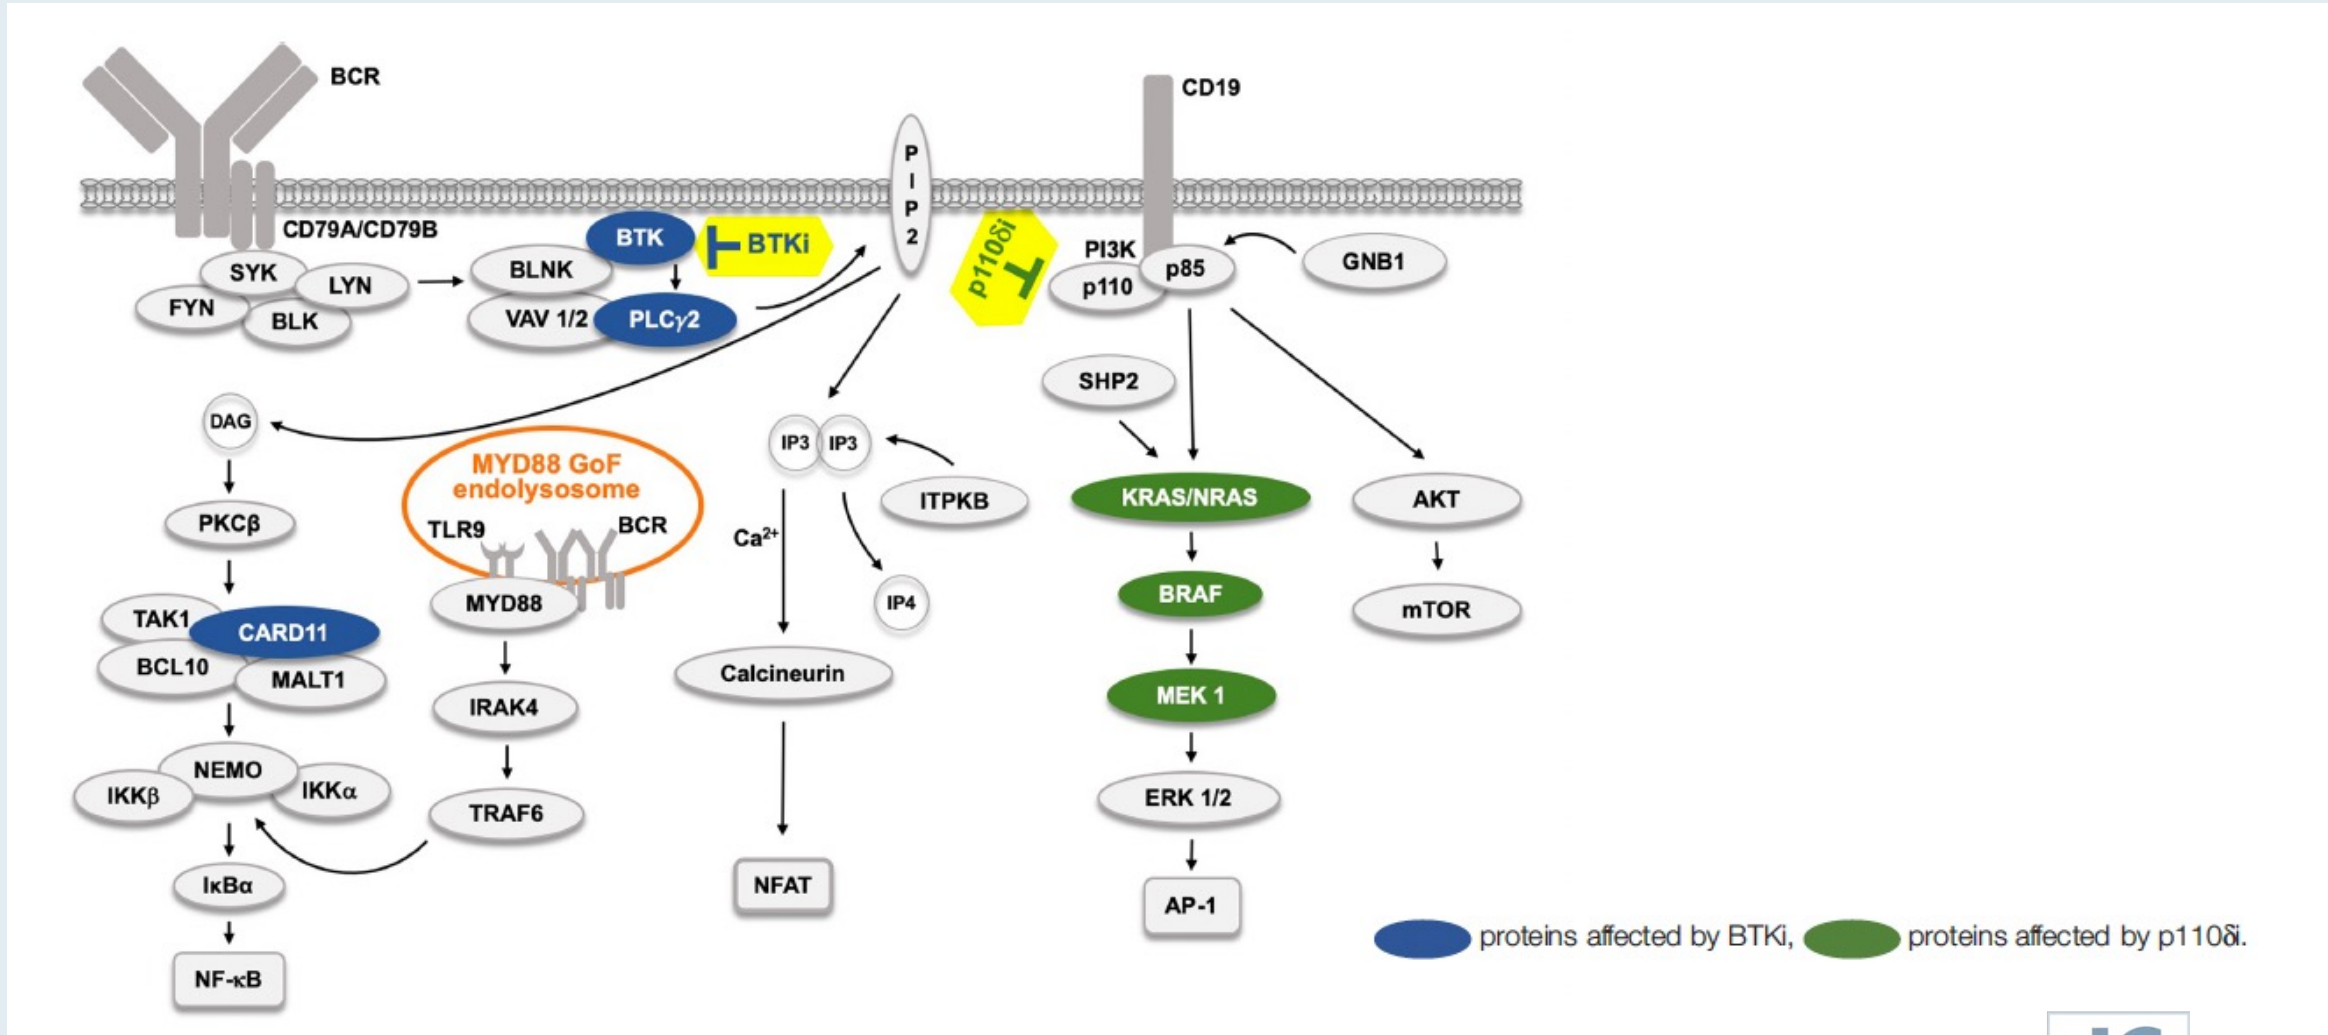 BCR
CD19
P
I
P
2
CD79A/CD79B
BTK
BTKi
p110δi
PI3K
p85
p110
GNB1
SYK
LYN
FYN
BLK
BLNK
VAV 1/2
PLCγ2
SHP2
DAG
IP3
IP3
MYD88 GoF
endolysosome
TLR9
BCR
ITPKB
KRAS/NRAS
AKT
PKCβ
Ca2+
IP4
BRAF
mTOR
MYD88
TAK1
CARD11
BCL10
MALT1
Calcineurin
MEK 1
IRAK4
NEMO
IKKβ
IKKα
TRAF6
ERK 1/2
IκBα
NFAT
AP-1
NF-κB
proteins affected by BTKi,
proteins affected by p110δi.